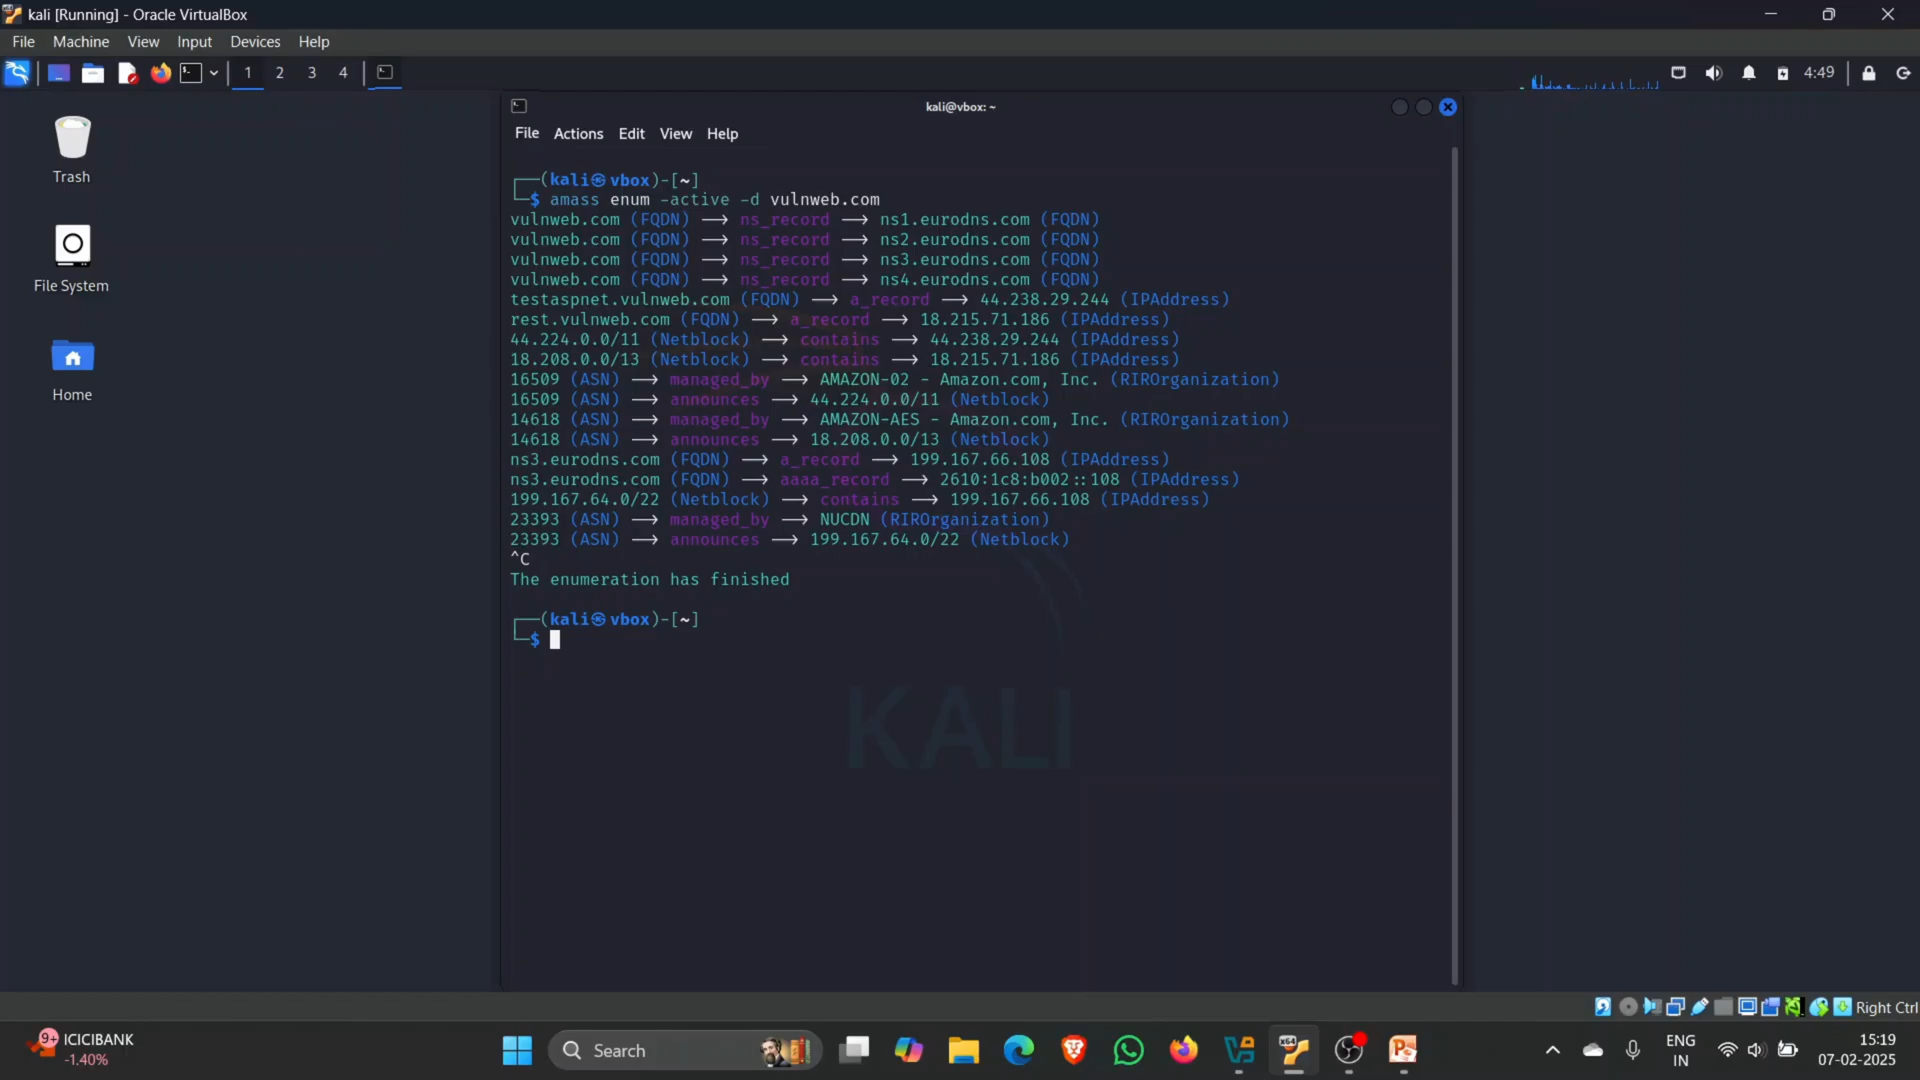 kali [Running] - Oracle VirtualBox
File Machine View Input Devices Help
1 2 3 4
4:49
Trash
File System
Home
kali@vbox: ~
File Actions Edit View Help
┌──(kali㉿vbox)-[~]
└─$ amass enum -active -d vulnweb.com
vulnweb.com (FQDN) ⟶ ns_record ⟶ ns1.eurodns.com (FQDN)
vulnweb.com (FQDN) ⟶ ns_record ⟶ ns2.eurodns.com (FQDN)
vulnweb.com (FQDN) ⟶ ns_record ⟶ ns3.eurodns.com (FQDN)
vulnweb.com (FQDN) ⟶ ns_record ⟶ ns4.eurodns.com (FQDN)
testaspnet.vulnweb.com (FQDN) ⟶ a_record ⟶ 44.238.29.244 (IPAddress)
rest.vulnweb.com (FQDN) ⟶ a_record ⟶ 18.215.71.186 (IPAddress)
44.224.0.0/11 (Netblock) ⟶ contains ⟶ 44.238.29.244 (IPAddress)
18.208.0.0/13 (Netblock) ⟶ contains ⟶ 18.215.71.186 (IPAddress)
16509 (ASN) ⟶ managed_by ⟶ AMAZON-02 - Amazon.com, Inc. (RIROrganization)
16509 (ASN) ⟶ announces ⟶ 44.224.0.0/11 (Netblock)
14618 (ASN) ⟶ managed_by ⟶ AMAZON-AES - Amazon.com, Inc. (RIROrganization)
14618 (ASN) ⟶ announces ⟶ 18.208.0.0/13 (Netblock)
ns3.eurodns.com (FQDN) ⟶ a_record ⟶ 199.167.66.108 (IPAddress)
ns3.eurodns.com (FQDN) ⟶ aaaa_record ⟶ 2610:1c8:b002::108 (IPAddress)
199.167.64.0/22 (Netblock) ⟶ contains ⟶ 199.167.66.108 (IPAddress)
23393 (ASN) ⟶ managed_by ⟶ NUCDN (RIROrganization)
23393 (ASN) ⟶ announces ⟶ 199.167.64.0/22 (Netblock)
^C
The enumeration has finished
┌──(kali㉿vbox)-[~]
└─$
KALI
Right Ctrl
9+
ICICIBANK
-1.40%
Search
ENG
IN
15:19
07-02-2025